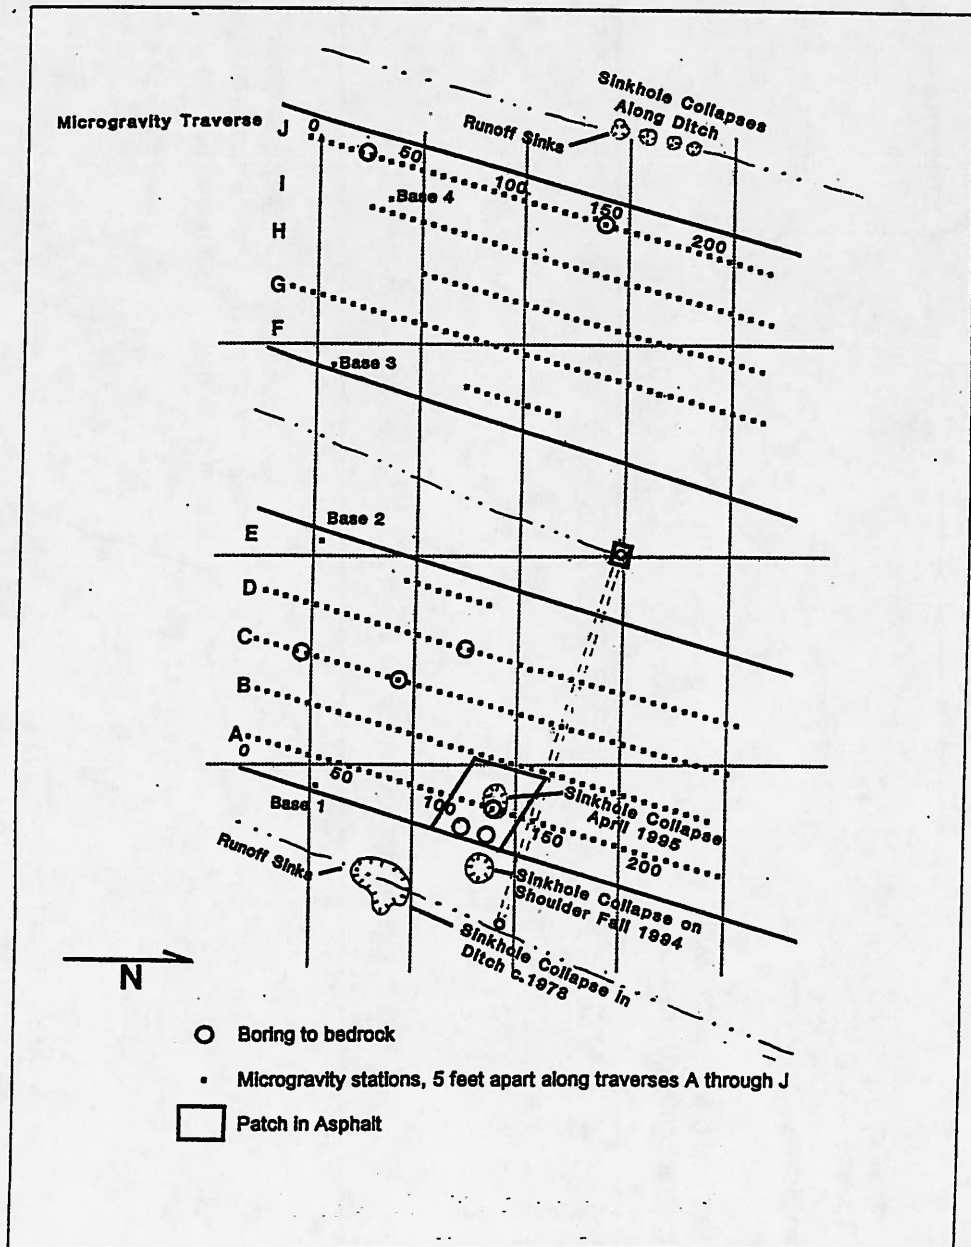 Sinkhole Collapses
Along Ditch
Microgravity Traverse
J
0
Runoff Sinks
50
100
150
200
I
Base 4
H
G
F
Base 3
E
Base 2
D
C
B
A
0
50
100
150
200
Base 1
Sinkhole Collapse
April 1995
Runoff Sinks
Sinkhole Collapse on
Shoulder Fall 1994
Sinkhole Collapse in
Ditch c.1978
N
Boring to bedrock
Microgravity stations, 5 feet apart along traverses A through J
Patch in Asphalt